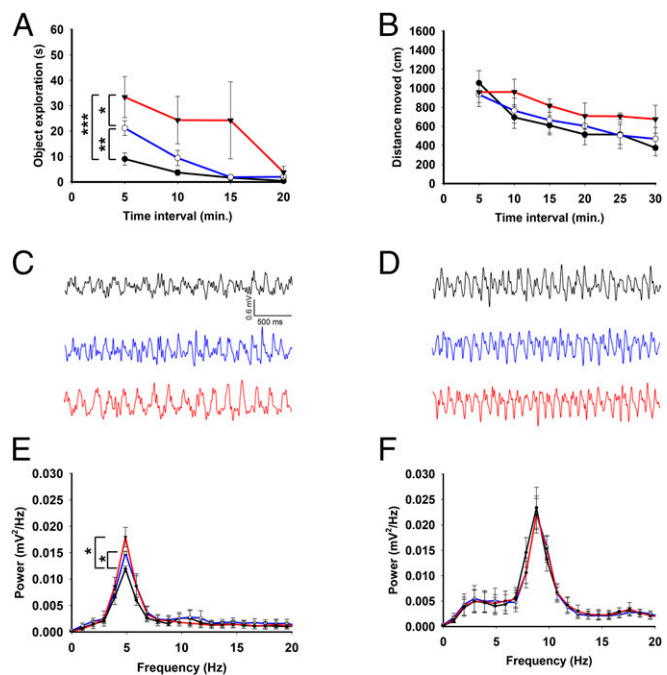 A
Object exploration (s)
60
50
40
30
20
10
0
***
*
**
5 10 15 20
Time interval (min.)
B
Distance moved (cm)
1600
1400
1200
1000
800
600
400
200
0
0 5 10 15 20 25 30
Time interval (min.)
C
0.6 mV
500 ms
D
E
Power (mV²/Hz)
0.030
0.025
0.020
0.015
0.010
0.005
0.000
*
*
0 5 10 15 20
Frequency (Hz)
F
Power (mV²/Hz)
0.030
0.025
0.020
0.015
0.010
0.005
0.000
0 5 10 15 20
Frequency (Hz)